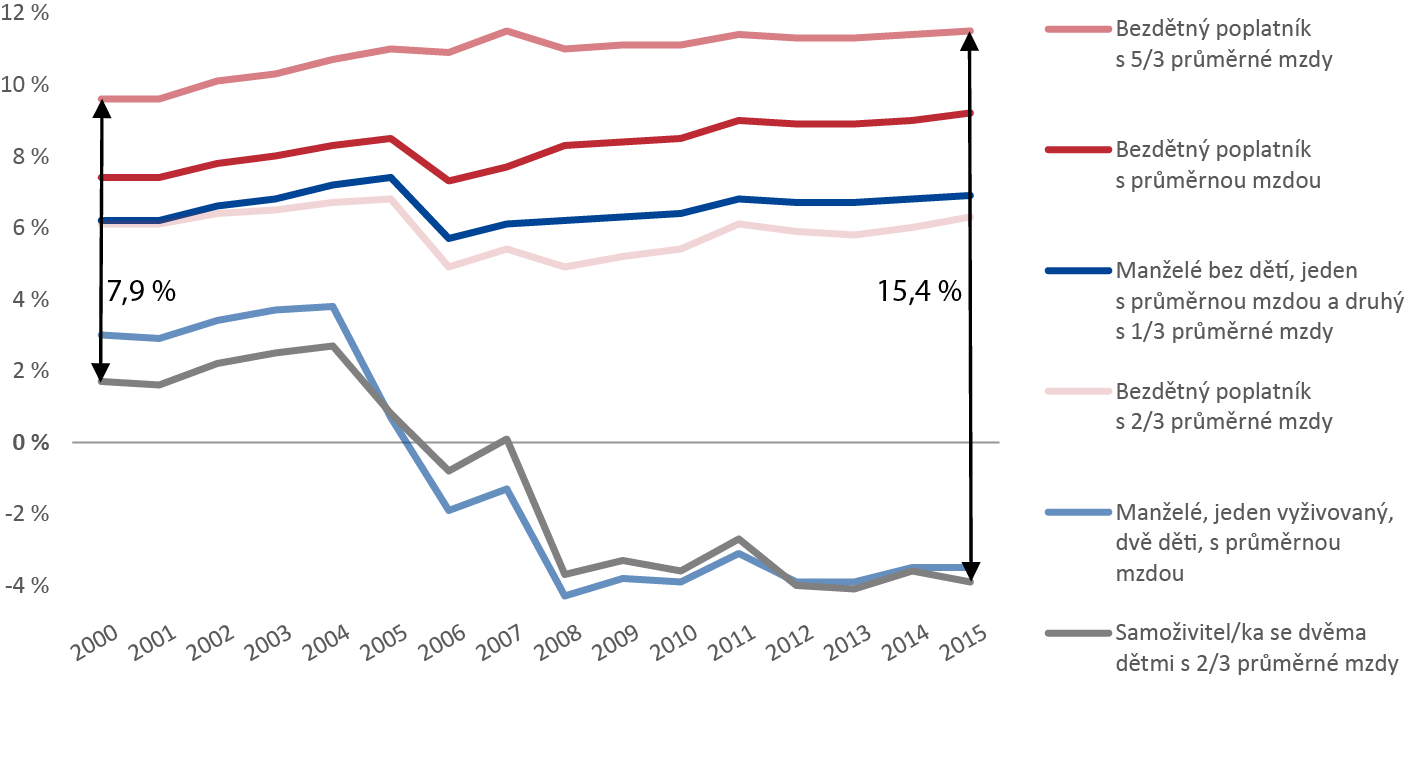 12 %
10 %
8 %
6 %
4 %
2 %
0 %
-2 %
-4 %
7,9 %
15,4 %
2000 2001 2002 2003 2004 2005 2006 2007 2008 2009 2010 2011 2012 2013 2014 2015
Bezdětný poplatník
s 5/3 průměrné mzdy
Bezdětný poplatník
s průměrnou mzdou
Manželé bez dětí, jeden
s průměrnou mzdou a druhý
s 1/3 průměrné mzdy
Bezdětný poplatník
s 2/3 průměrné mzdy
Manželé, jeden vyživovaný,
dvě děti, s průměrnou
mzdou
Samoživitel/ka se dvěma
dětmi s 2/3 průměrné mzdy